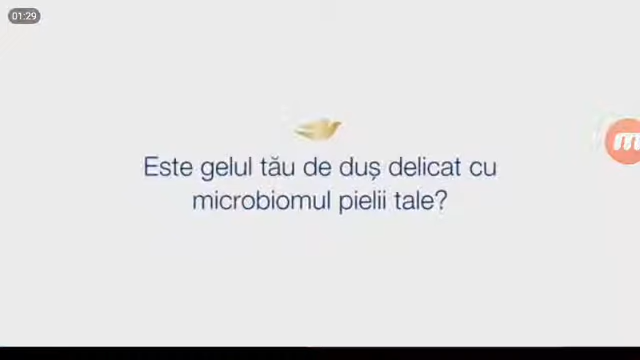 01:29
Este gelul tău de duș delicat cu
microbiomul pielii tale?